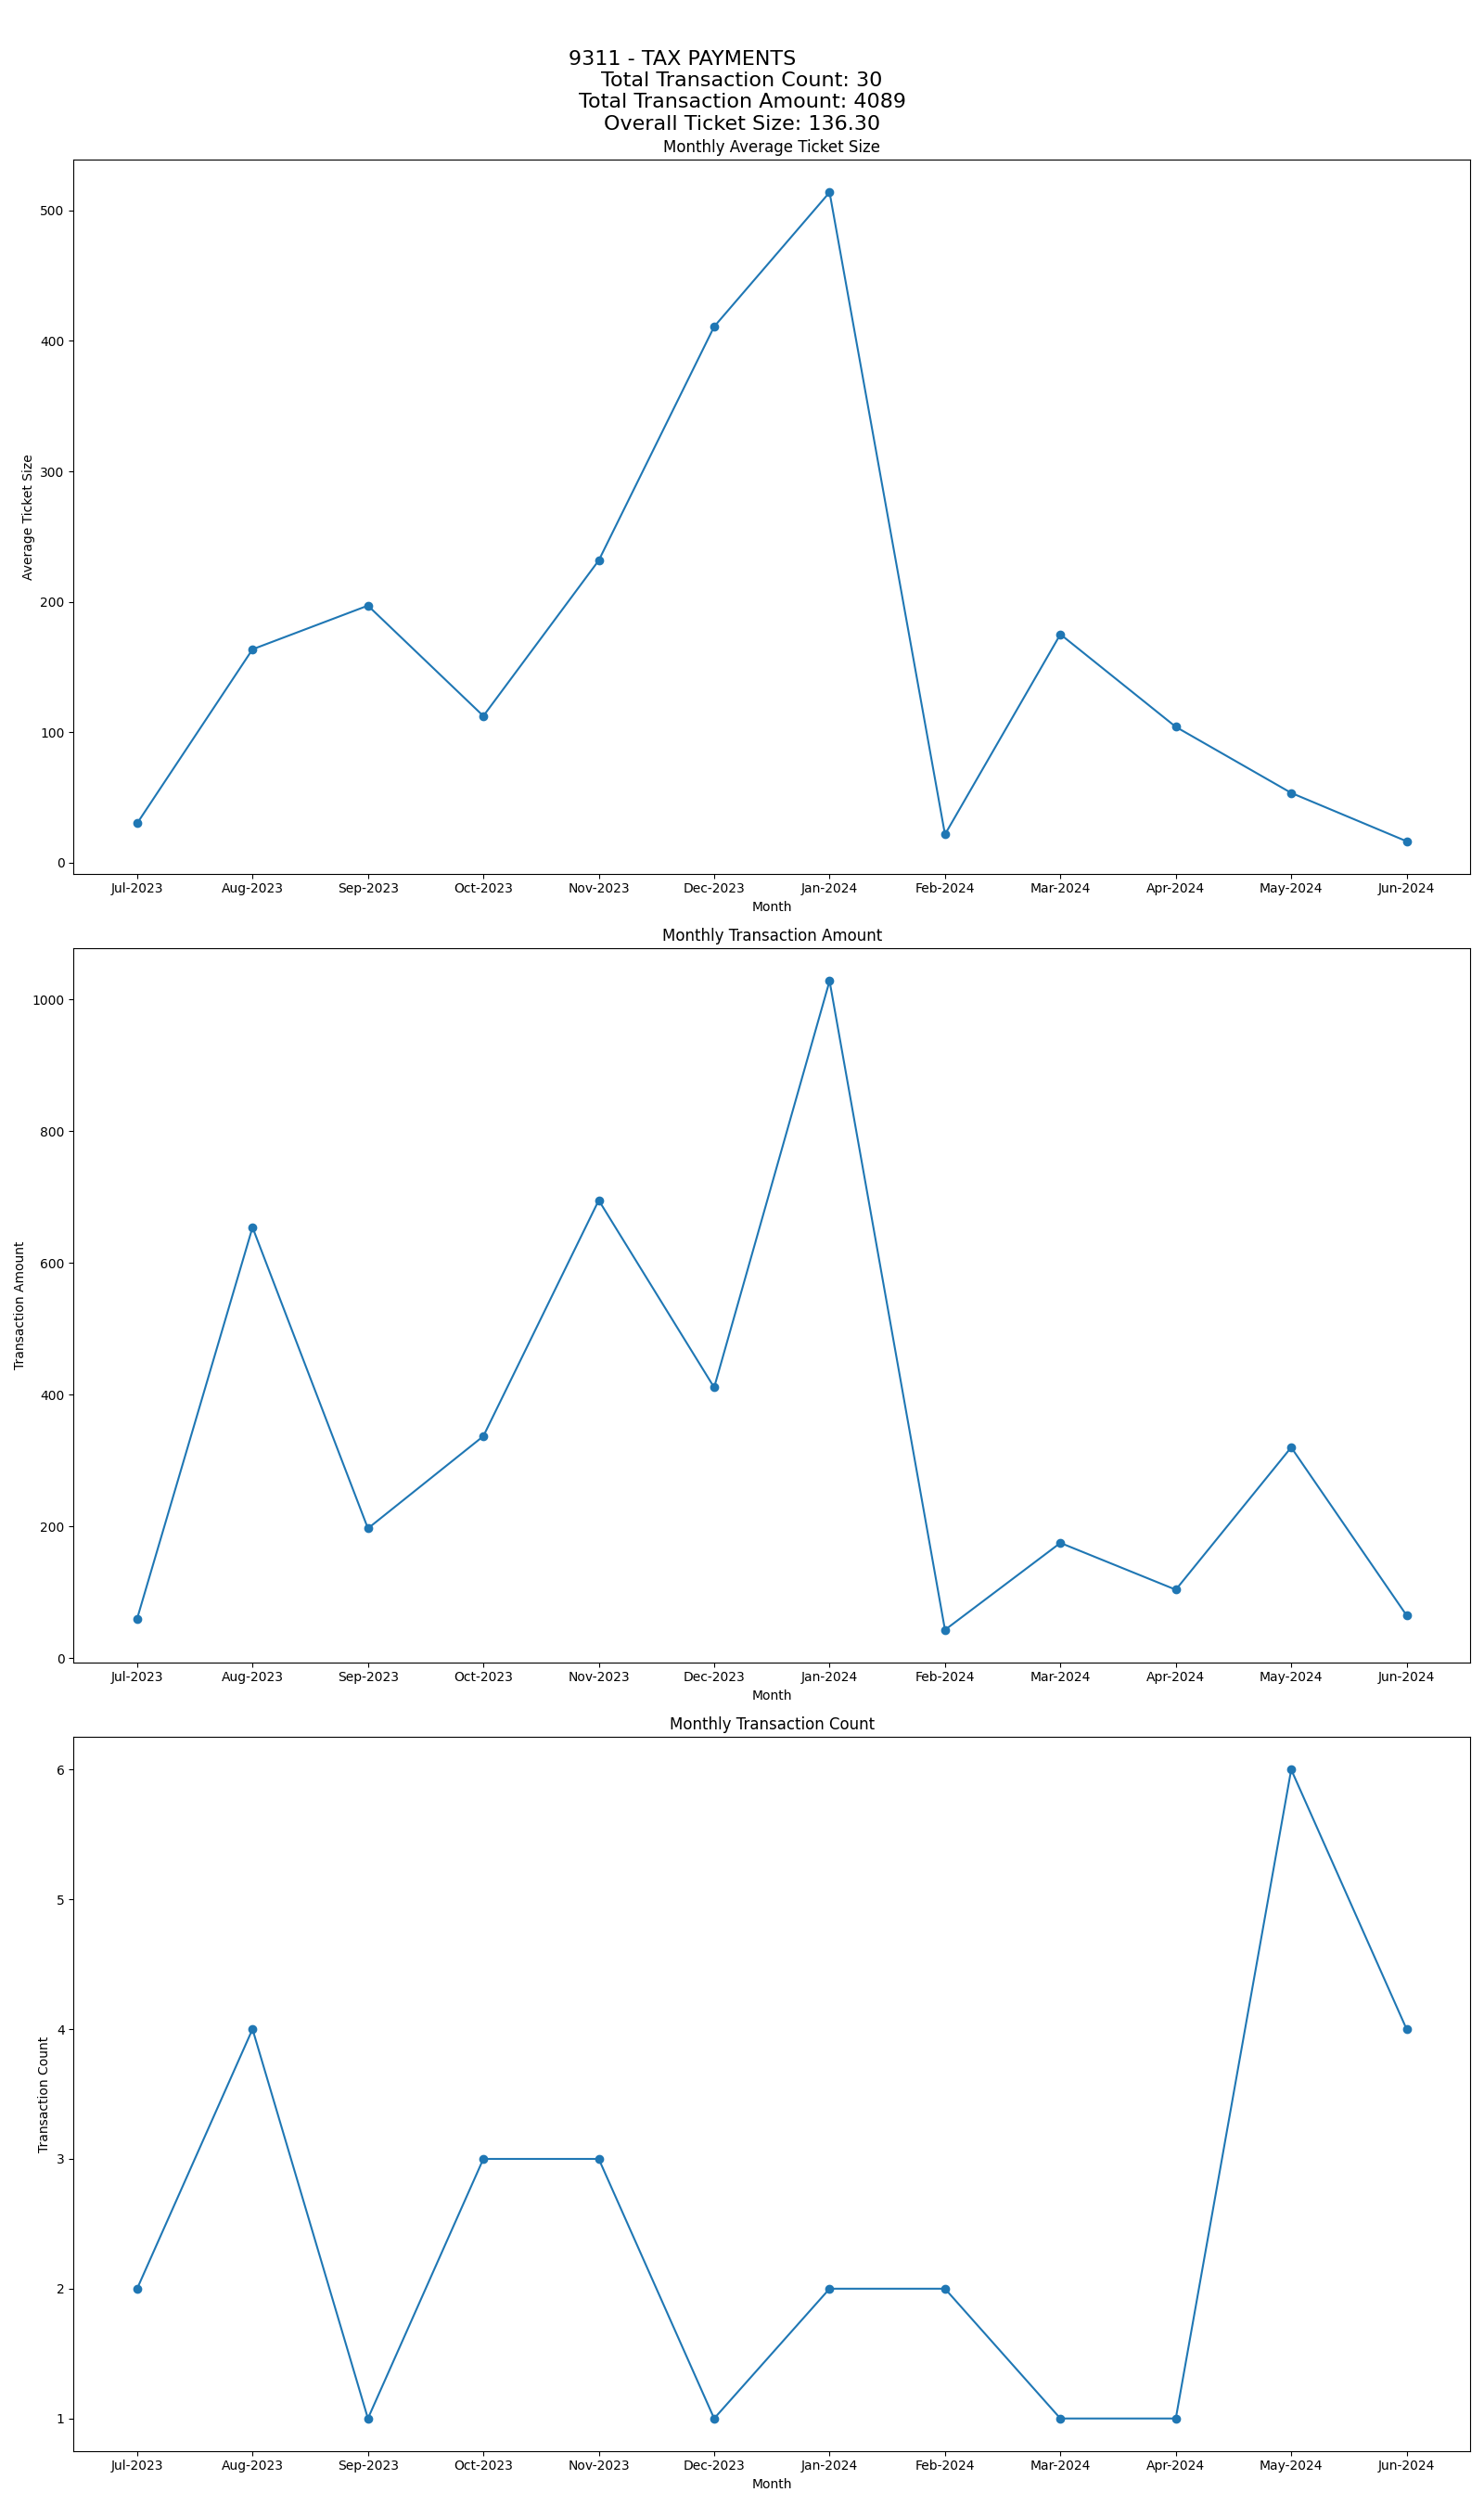 9311 - TAX PAYMENTS
Total Transaction Count: 30
Total Transaction Amount: 4089
Overall Ticket Size: 136.30
Monthly Average Ticket Size
Average Ticket Size
500
400
300
200
100
0
Jul-2023 Aug-2023 Sep-2023 Oct-2023 Nov-2023 Dec-2023 Jan-2024 Feb-2024 Mar-2024 Apr-2024 May-2024 Jun-2024
Month
Monthly Transaction Amount
Transaction Amount
1000
800
600
400
200
0
Jul-2023 Aug-2023 Sep-2023 Oct-2023 Nov-2023 Dec-2023 Jan-2024 Feb-2024 Mar-2024 Apr-2024 May-2024 Jun-2024
Month
Monthly Transaction Count
Transaction Count
6
5
4
3
2
1
Jul-2023 Aug-2023 Sep-2023 Oct-2023 Nov-2023 Dec-2023 Jan-2024 Feb-2024 Mar-2024 Apr-2024 May-2024 Jun-2024
Month